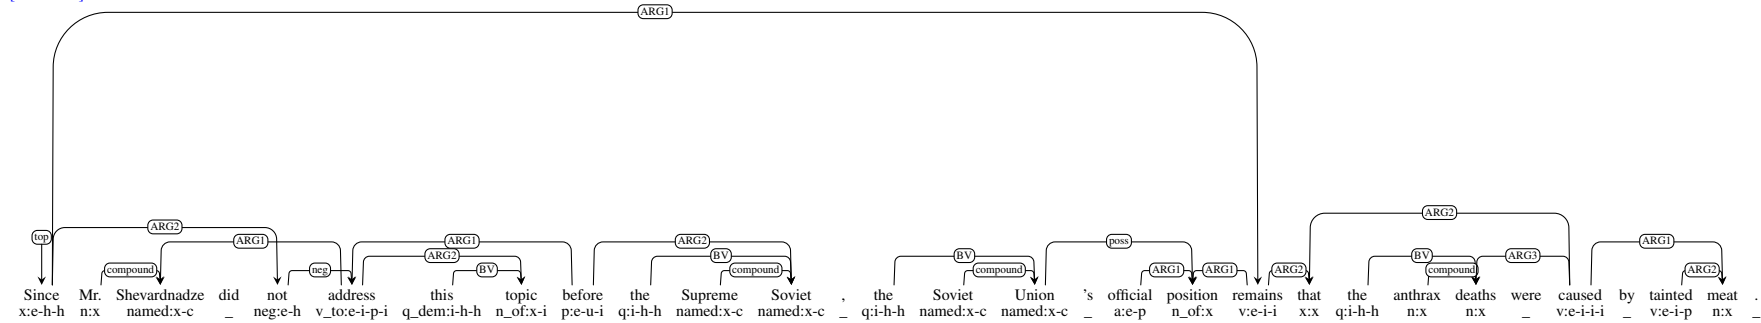 ARG1
ARG2
ARG2
top
ARG1
ARG1
ARG2
poss
ARG1
ARG2
BV
BV
BV
ARG3
compound
neg
BV
compound
compound
ARG1
ARG1
ARG2
compound
ARG2
Since Mr. Shevardnadze did not address this topic before the Supreme Soviet , the Soviet Union 's official position remains that the anthrax deaths were caused by tainted meat .
x:e-h-h n:x named:x-c _ neg:e-h v_to:e-i-p-i q_dem:i-h-h n_of:x-i p:e-u-i q:i-h-h named:x-c named:x-c _ q:i-h-h named:x-c named:x-c _ a:e-p n_of:x v:e-i-i x:x q:i-h-h n:x n:x _ v:e-i-i-i _ v:e-i-p n:x _